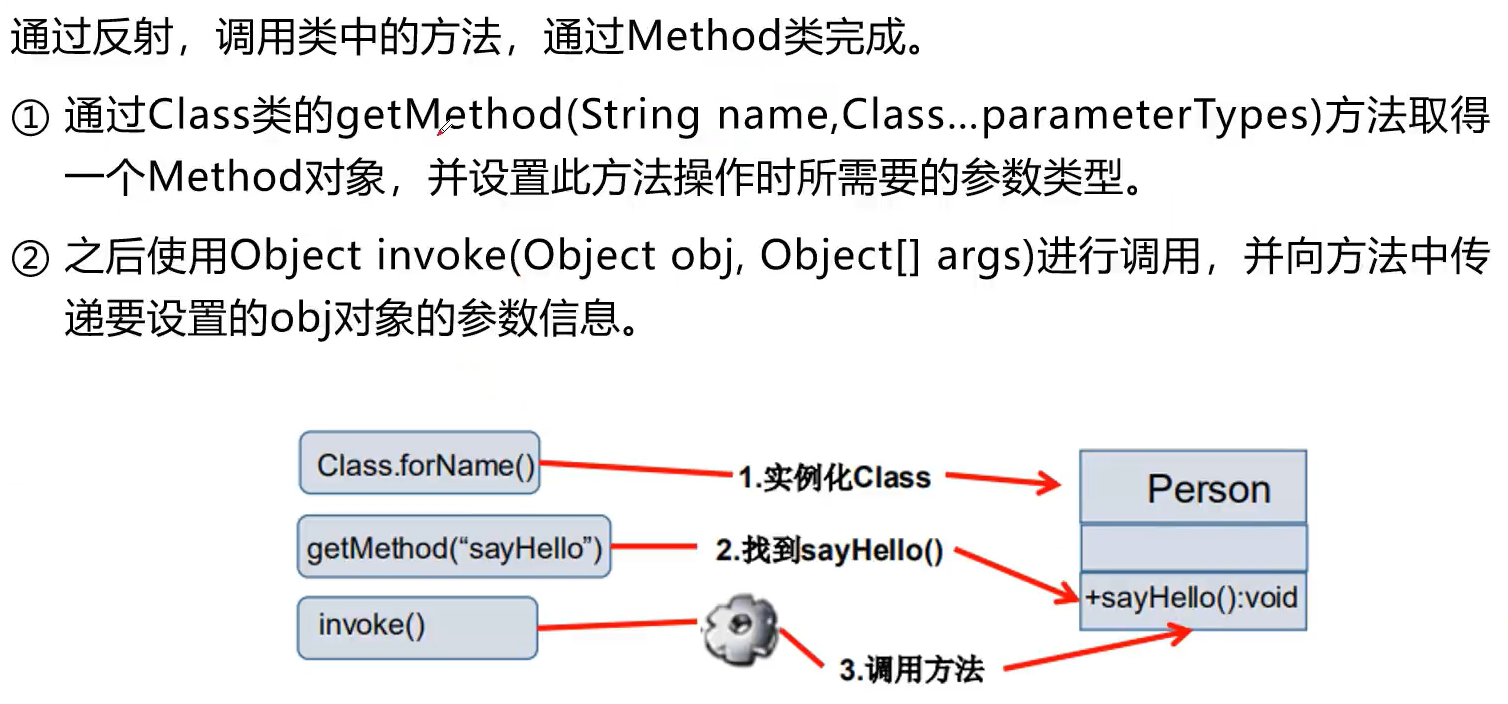 通过反射，调用类中的方法，通过Method类完成。
① 通过Class类的getMethod(String name,Class...parameterTypes)方法取得
一个Method对象，并设置此方法操作时所需要的参数类型。
② 之后使用Object invoke(Object obj, Object[] args)进行调用，并向方法中传
递要设置的obj对象的参数信息。
Class.forName()
1.实例化Class
Person
getMethod(“sayHello”)
2.找到sayHello()
+sayHello():void
invoke()
3.调用方法